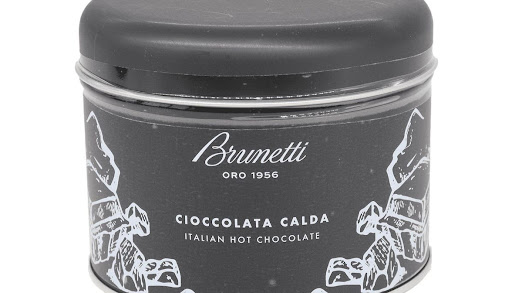 Brunetti
ORO 1956
CIOCCOLATA CALDA
ITALIAN HOT CHOCOLATE